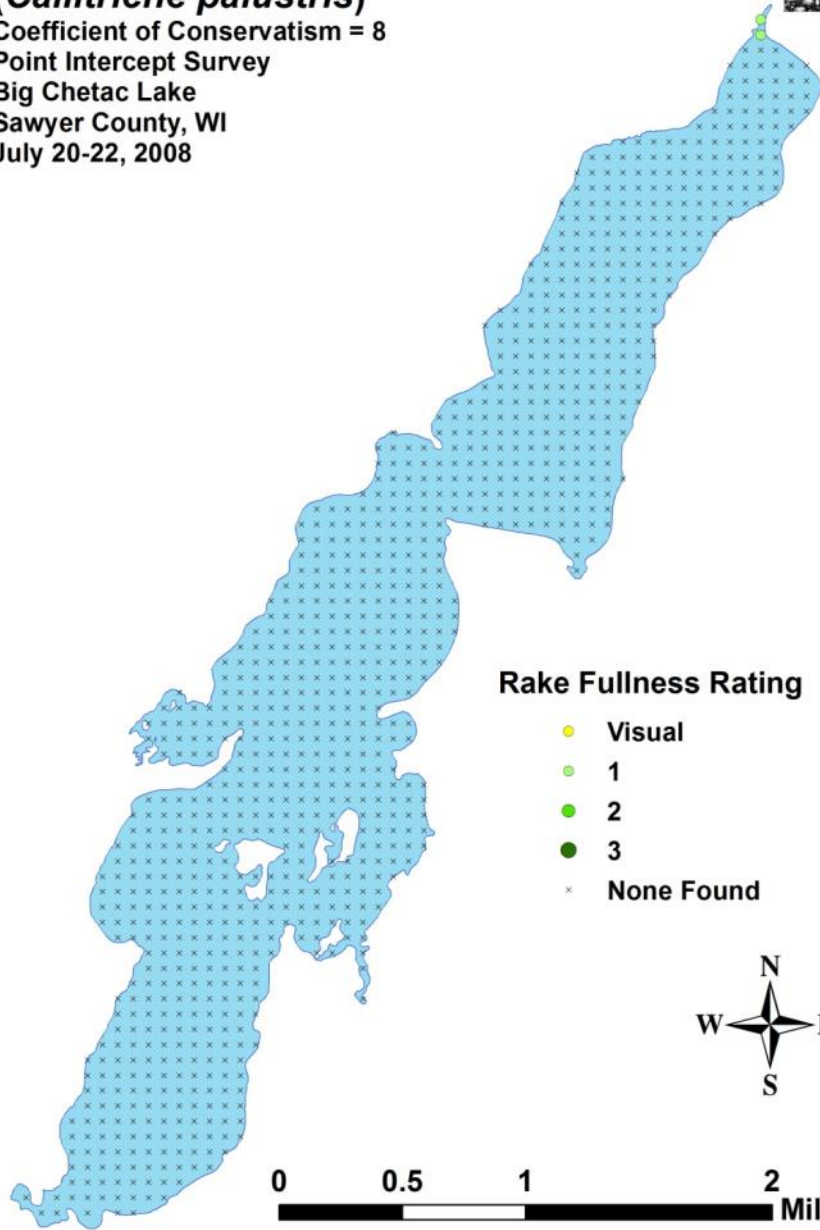 (Callitriche palustris)
Coefficient of Conservatism = 8
Point Intercept Survey
Big Chetac Lake
Sawyer County, WI
July 20-22, 2008
Rake Fullness Rating
Visual
1
2
3
None Found
N
W
S
0 0.5 1 2